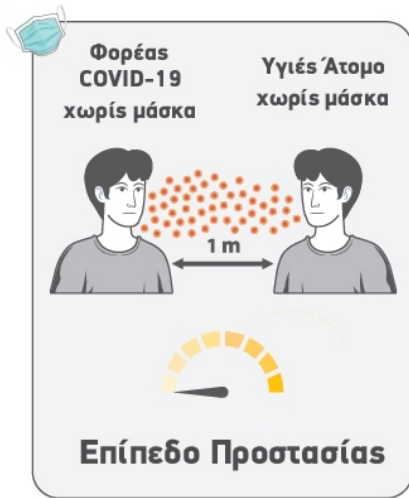 Φορέας
COVID-19
χωρίς μάσκα
Υγιές Άτομο
χωρίς μάσκα
1 m
Επίπεδο Προστασίας